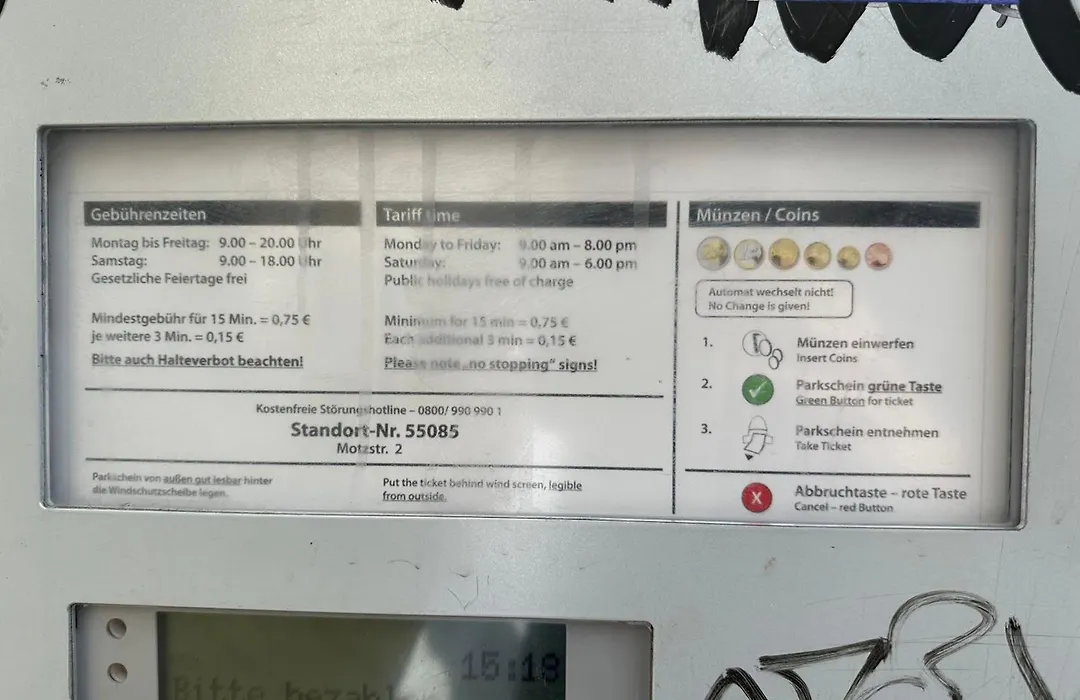 Gebührenzeiten
Montag bis Freitag: 9.00 – 20.00 Uhr
Samstag: 9.00 – 18.00 Uhr
Gesetzliche Feiertage frei
Mindestgebühr für 15 Min. = 0,75 €
je weitere 3 Min. = 0,15 €
Bitte auch Halteverbot beachten!
Tariff time
Monday to Friday: 9.00 am – 8.00 pm
Saturday: 9.00 am – 6.00 pm
Public holidays free of charge
Minimum for 15 min = 0,75 €
Each additional 3 min = 0,15 €
Please note „no stopping" signs!
Kostenfreie Störungshotline – 0800/ 990 990 1
Standort-Nr. 55085
Motzstr. 2
Parkschein von außen gut lesbar hinter
die Windschutzscheibe legen.
Put the ticket behind wind screen, legible
from outside.
Münzen / Coins
Automat wechselt nicht!
No Change is given!
1. Münzen einwerfen
Insert Coins
2. Parkschein grüne Taste
Green Button for ticket
3. Parkschein entnehmen
Take Ticket
X Abbruchtaste – rote Taste
Cancel – red Button
15:18
Bitte